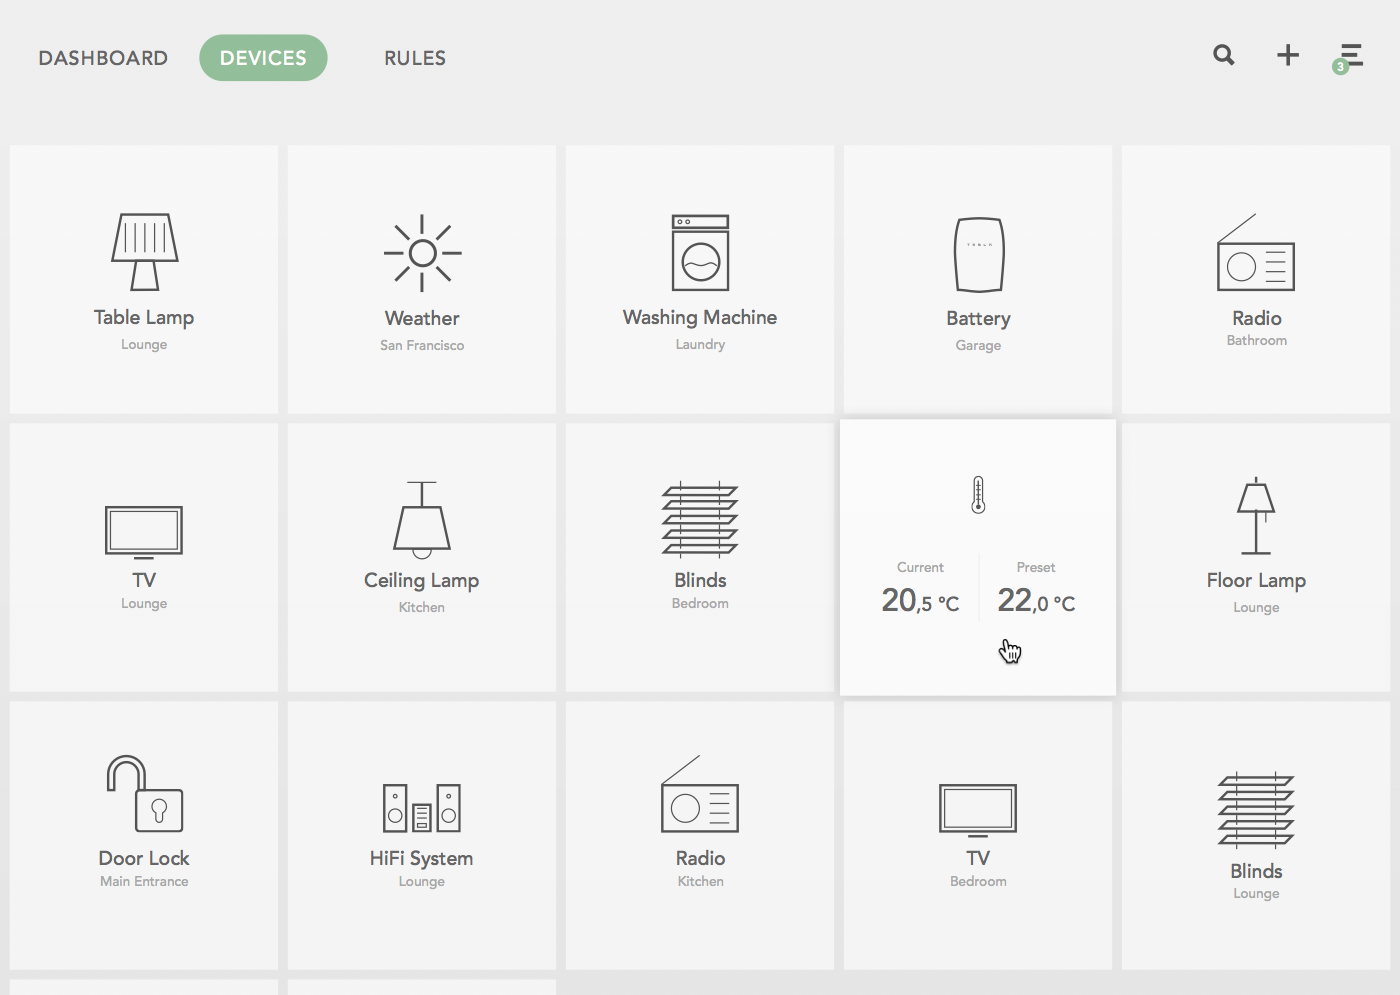 DASHBOARD DEVICES RULES
3
TESLA
Table Lamp
Lounge
Weather
San Francisco
Washing Machine
Laundry
Battery
Garage
Radio
Bathroom
TV
Lounge
Ceiling Lamp
Kitchen
Blinds
Bedroom
Current Preset
20,5 °C 22,0 °C
Floor Lamp
Lounge
Door Lock
Main Entrance
HiFi System
Lounge
Radio
Kitchen
TV
Bedroom
Blinds
Lounge